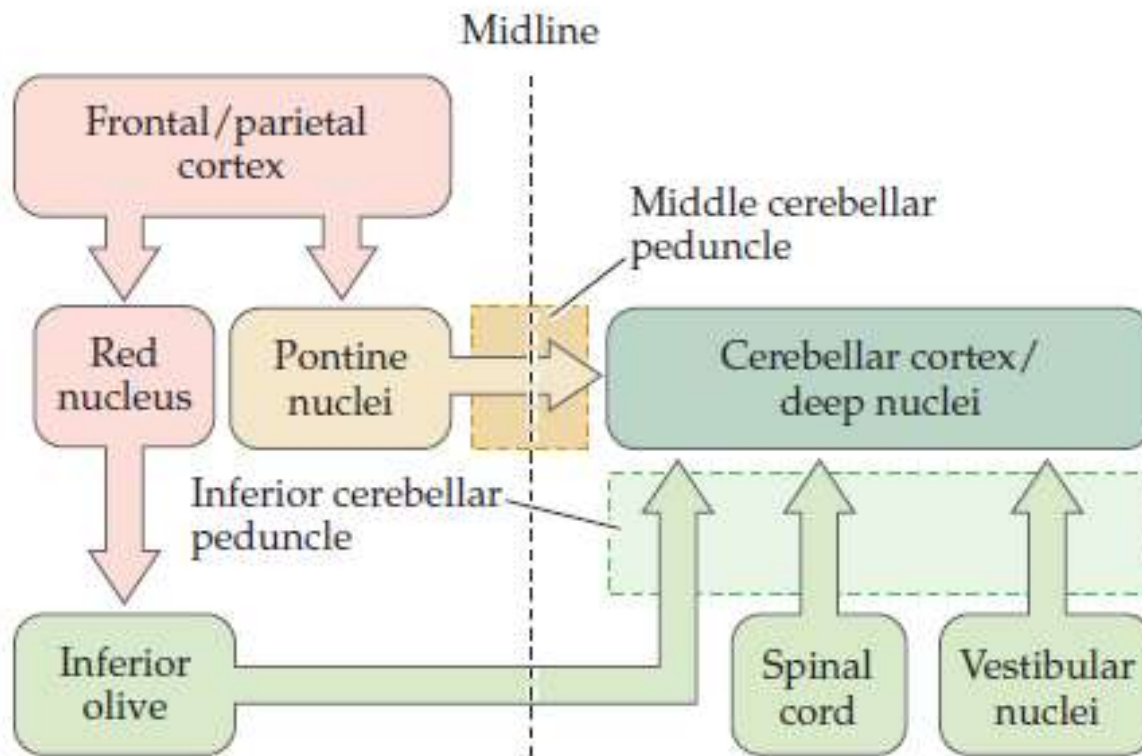 Midline
Frontal/parietal
cortex
Middle cerebellar
peduncle
Red
nucleus
Pontine
nuclei
Cerebellar cortex/
deep nuclei
Inferior cerebellar
peduncle
Inferior
olive
Spinal
cord
Vestibular
nuclei